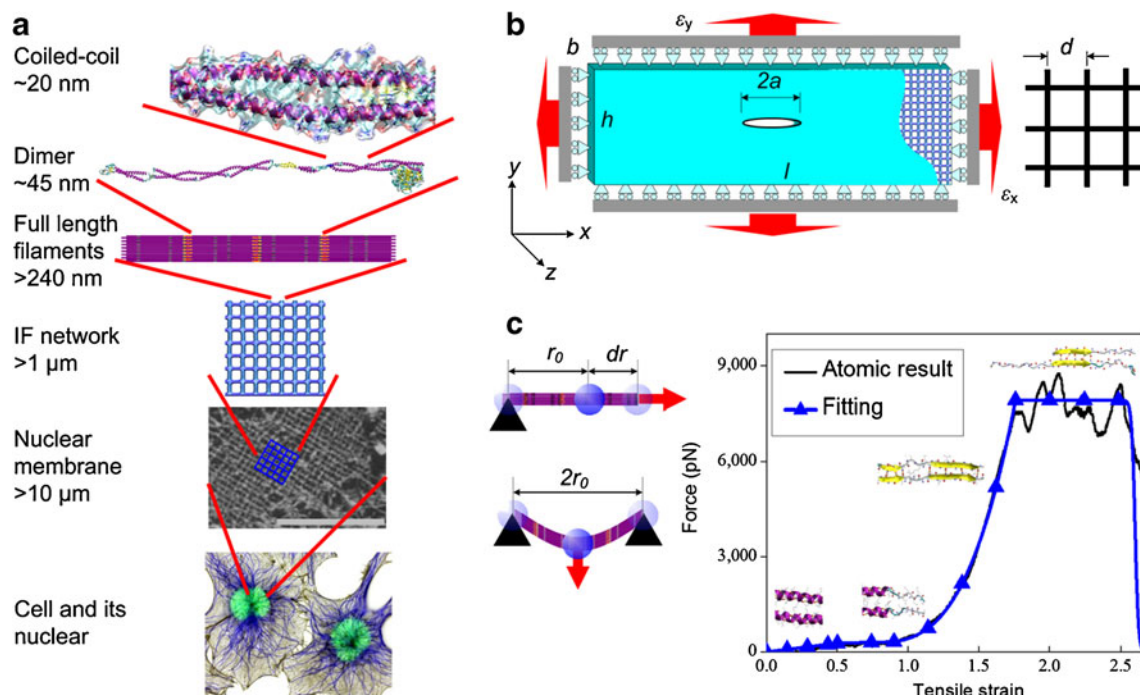 a
Coiled-coil
~20 nm
Dimer
~45 nm
Full length
filaments
>240 nm
IF network
>1 μm
Nuclear
membrane
>10 μm
Cell and its
nuclear
b
εy
b
2a
h
l
εx
y
x
z
d
c
r0
dr
2r0
Force (pN)
9,000
6,000
3,000
0
Atomic result
Fitting
0.0 0.5 1.0 1.5 2.0 2.5
Tensile strain